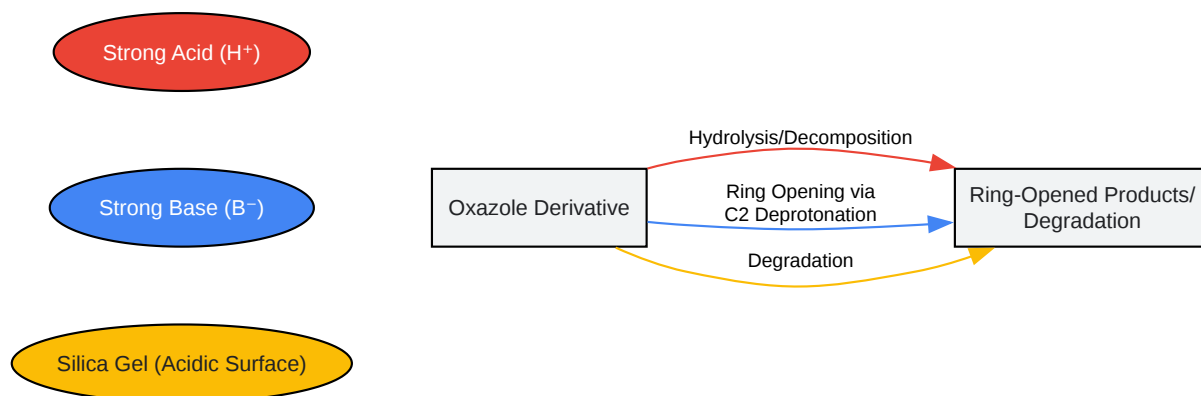 Strong Acid (H⁺)
Strong Base (B⁻)
Silica Gel (Acidic Surface)
Oxazole Derivative
Hydrolysis/Decomposition
Ring Opening via
C2 Deprotonation
Degradation
Ring-Opened Products/
Degradation